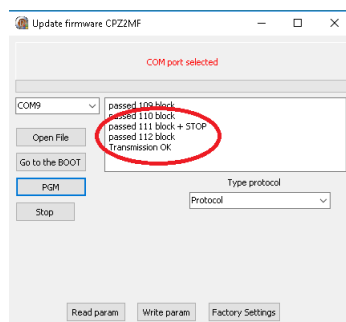 Update firmware CPZ2MF
COM port selected
COM9
passed 109 block
passed 110 block
passed 111 block + STOP
passed 112 block
Transmission OK
Open File
Go to the BOOT
PGM
Stop
Type protocol
Protocol
Read param Write param Factory Settings